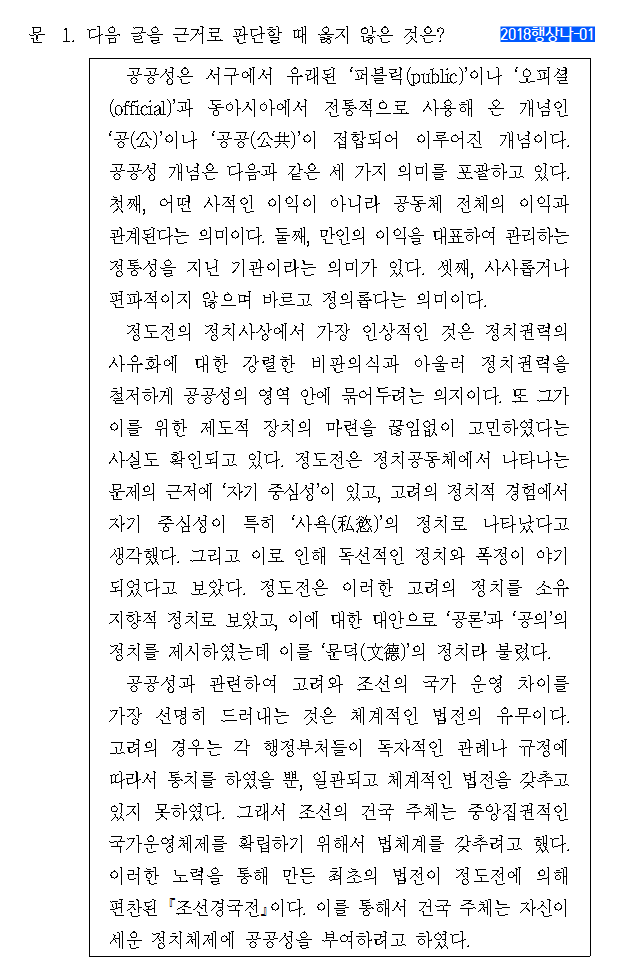 문 1. 다음 글을 근거로 판단할 때 옳지 않은 것은? 2018행상나-01
공공성은 서구에서 유래된 ‘퍼블릭(public)’이나 ‘오피셜
(official)’과 동아시아에서 전통적으로 사용해 온 개념인
‘공(公)’이나 ‘공공(公共)’이 접합되어 이루어진 개념이다.
공공성 개념은 다음과 같은 세 가지 의미를 포괄하고 있다.
첫째, 어떤 사적인 이익이 아니라 공동체 전체의 이익과
관계된다는 의미이다. 둘째, 만인의 이익을 대표하여 관리하는
정통성을 지닌 기관이라는 의미가 있다. 셋째, 사사롭거나
편파적이지 않으며 바르고 정의롭다는 의미이다.
정도전의 정치사상에서 가장 인상적인 것은 정치권력의
사유화에 대한 강렬한 비판의식과 아울러 정치권력을
철저하게 공공성의 영역 안에 묶어두려는 의지이다. 또 그가
이를 위한 제도적 장치의 마련을 끊임없이 고민하였다는
사실도 확인되고 있다. 정도전은 정치공동체에서 나타나는
문제의 근저에 ‘자기 중심성’이 있고, 고려의 정치적 경험에서
자기 중심성이 특히 ‘사욕(私慾)’의 정치로 나타났다고
생각했다. 그리고 이로 인해 독선적인 정치와 폭정이 야기
되었다고 보았다. 정도전은 이러한 고려의 정치를 소유
지향적 정치로 보았고, 이에 대한 대안으로 ‘공론’과 ‘공의’의
정치를 제시하였는데 이를 ‘문덕(文德)’의 정치라 불렀다.
공공성과 관련하여 고려와 조선의 국가 운영 차이를
가장 선명히 드러내는 것은 체계적인 법전의 유무이다.
고려의 경우는 각 행정부처들이 독자적인 관례나 규정에
따라서 통치를 하였을 뿐, 일관되고 체계적인 법전을 갖추고
있지 못하였다. 그래서 조선의 건국 주체는 중앙집권적인
국가운영체제를 확립하기 위해서 법체계를 갖추려고 했다.
이러한 노력을 통해 만든 최초의 법전이 정도전에 의해
편찬된 『조선경국전』이다. 이를 통해서 건국 주체는 자신이
세운 정치체제에 공공성을 부여하려고 하였다.